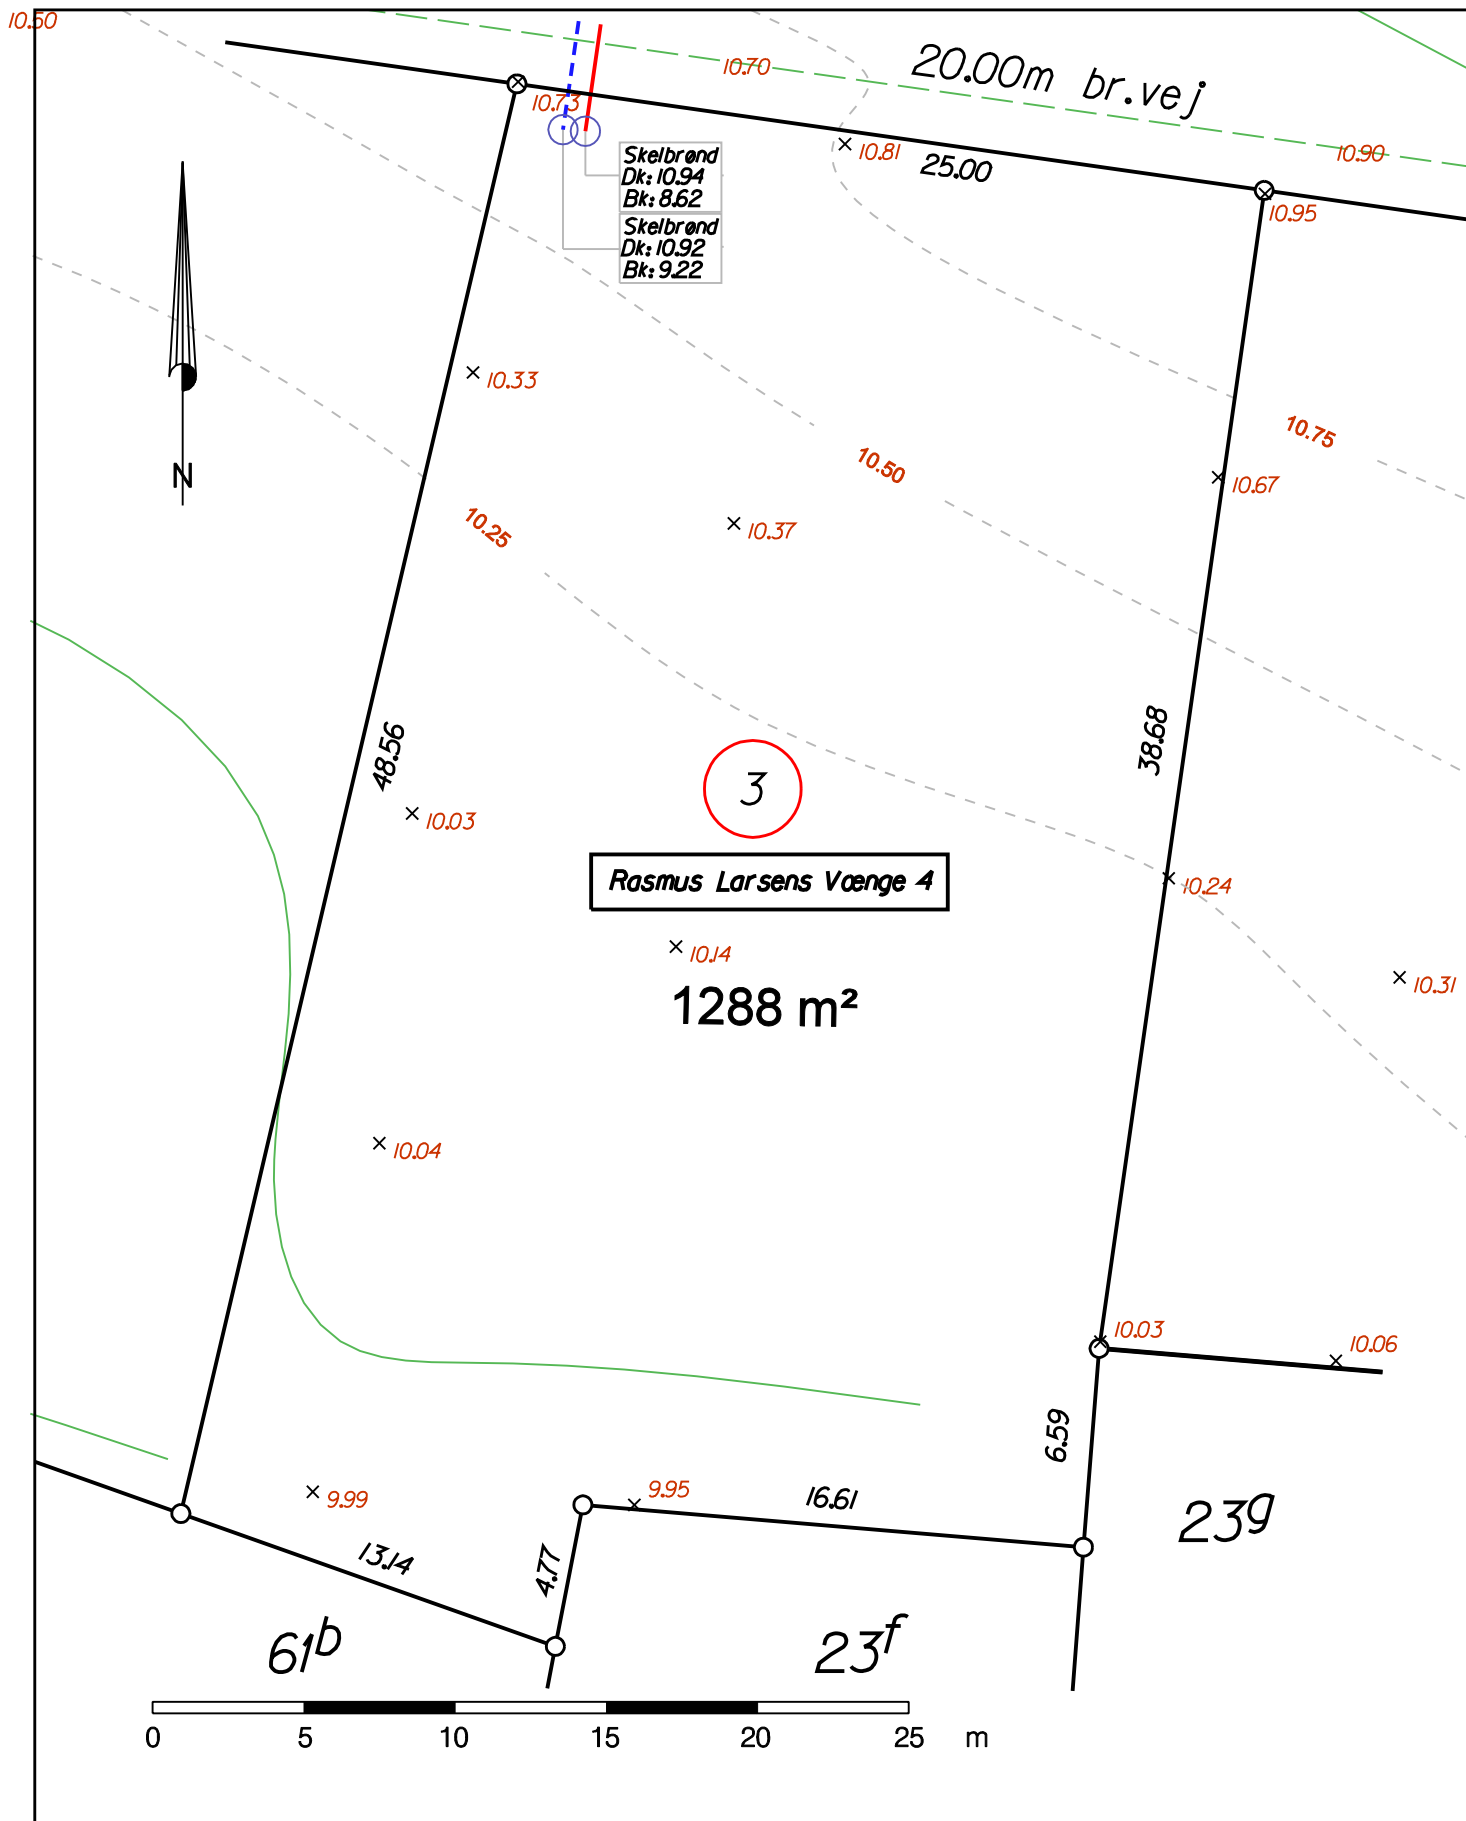 10.50
20.00m br.vej
10.70
10.73
10.81
25.00
10.90
10.95
Skelbrønd
Dk: 10.94
Bk: 8.62
Skelbrønd
Dk: 10.92
Bk: 9.22
10.33
10.75
10.50
N
10.67
10.25
10.37
48.56
38.68
3
10.03
Rasmus Larsens Vænge 4
10.24
10.14
10.31
1288 m²
10.04
10.03
10.06
6.59
9.99
9.95
16.61
23g
13.14
4.77
61b
23f
0 5 10 15 20 25 m